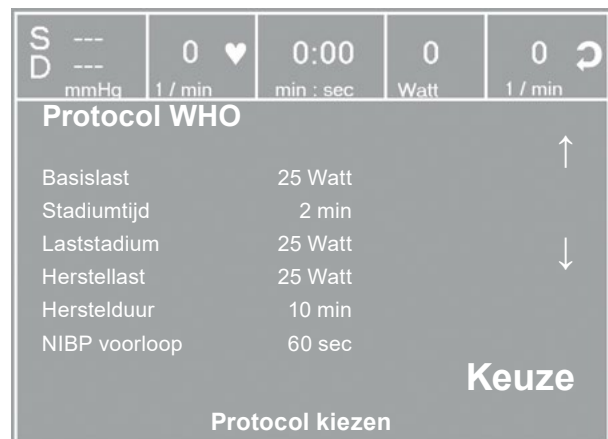 S --- 0 ♥ 0:00 0 0
D --- mmHg 1 / min min : sec Watt 1 / min
Protocol WHO
↑
Basislast 25 Watt
Stadiumtijd 2 min
Laststadium 25 Watt
↓
Herstellast 25 Watt
Herstelduur 10 min
NIBP voorloop 60 sec
Keuze
Protocol kiezen